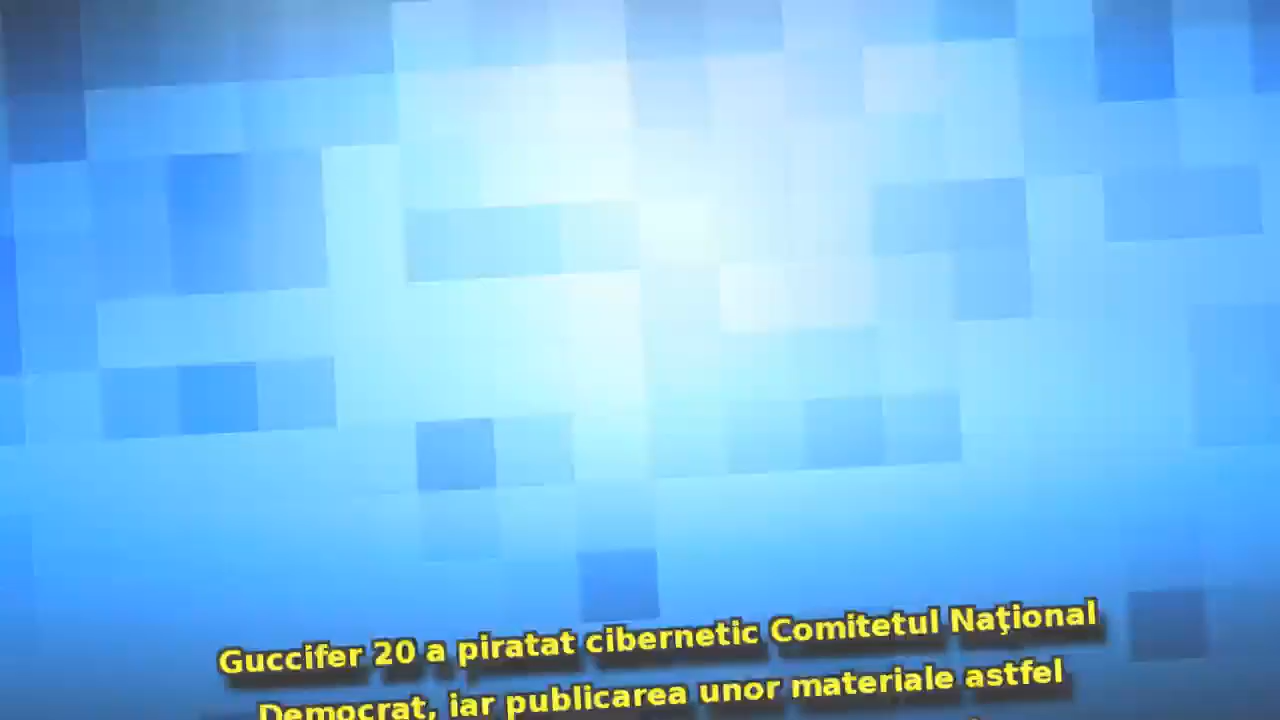 Guccifer 20 a piratat cibernetic Comitetul Naţional
Democrat, iar publicarea unor materiale astfel